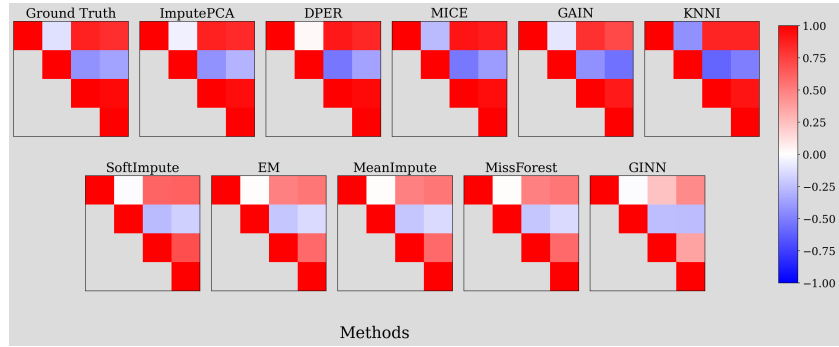 Ground Truth
ImputePCA
DPER
MICE
GAIN
KNNI
SoftImpute
EM
MeanImpute
MissForest
GINN
1.00
0.75
0.50
0.25
0.00
−0.25
−0.50
−0.75
−1.00
Methods